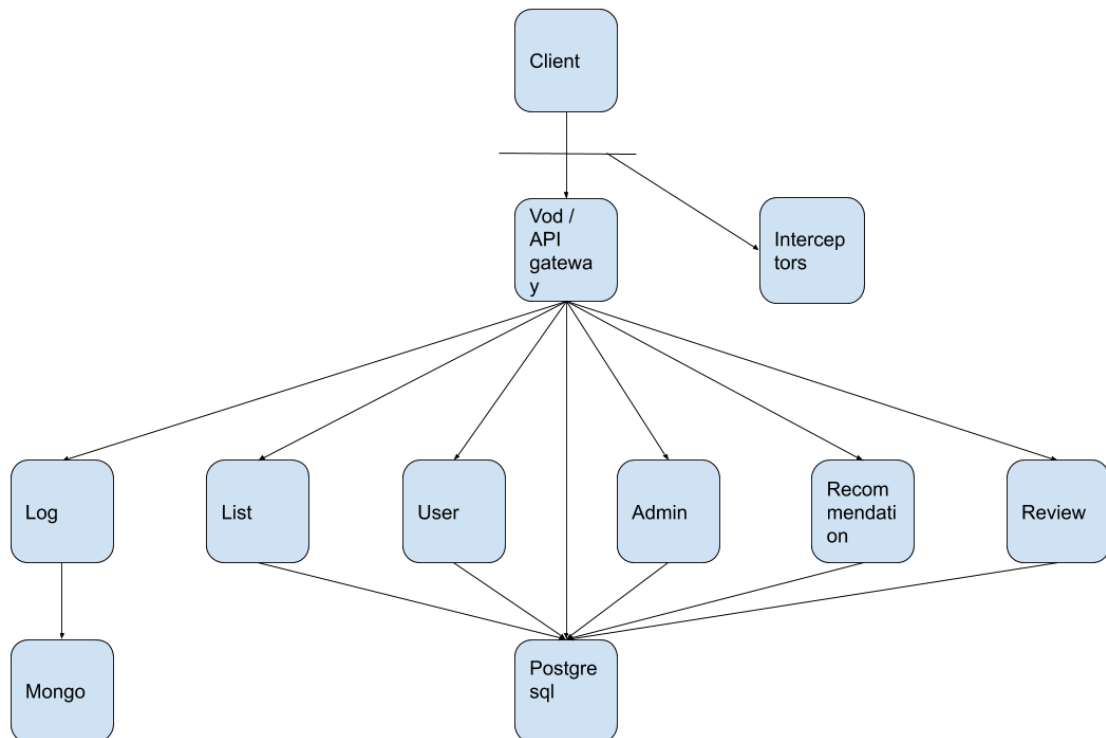 Client
Vod /
API
gatewa
y
Intercep
tors
Log
List
User
Admin
Recom
mendati
on
Review
Mongo
Postgre
sql